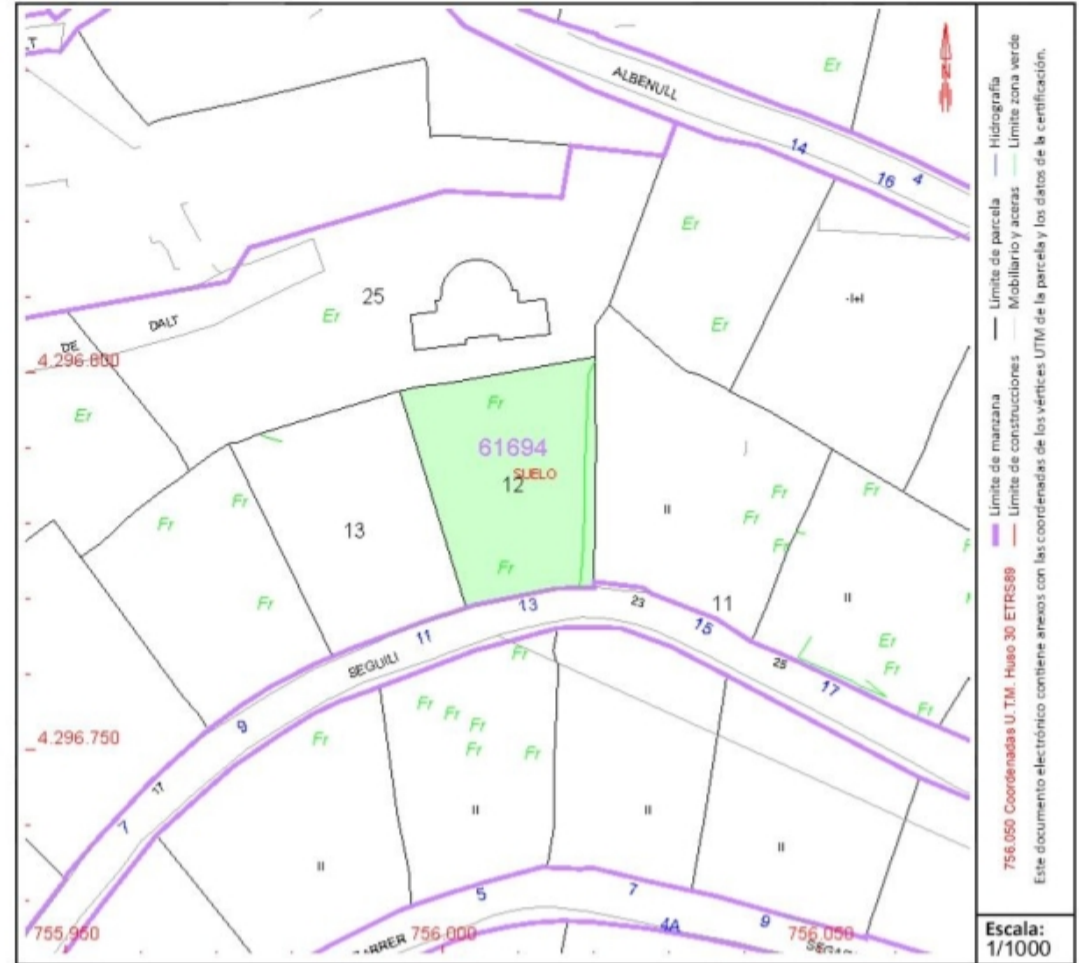 ALBENULL
Er
14
16
4
Er
25
Er
Er
DALT
DE
4.296.800
Er
Fr
61694
SUELO
12
Fr
II
Fr
Fr
Fr
Fr
Fr
13
Fr
Fr
Fr
13
23
11
II
15
11
SEGUILI
25
17
Er
Fr
Fr
Fr
9
4.296.750
Fr
Fr
Fr
Fr
Fr
Fr
17
7
II
II
II
II
5
7
9
4A
755.950
756.000
756.050
ARRER
Límite de manzana
Límite de parcela
Hidrografía
Límite de construcciones
Mobiliario y aceras
Límite zona verde
756.050 Coordenadas U.T.M. Huso 30 ETRS89
Este documento electrónico contiene anexos con las coordenadas de los vértices UTM de la parcela y los datos de la certificación.
Escala:
1/1000